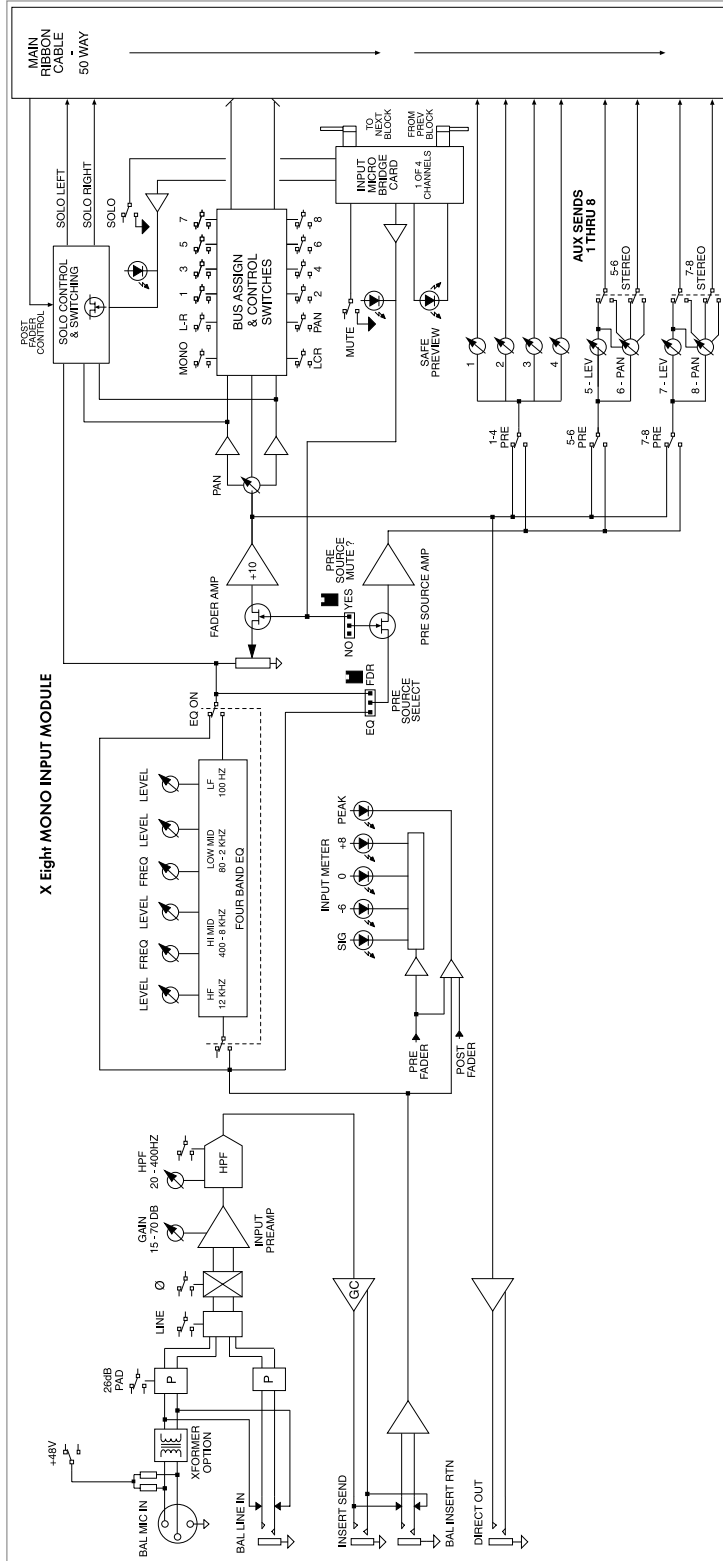 X Eight MONO INPUT MODULE
+48V
BAL MIC IN
XFORMER
OPTION
26dB
PAD
P
BAL LINE IN
P
LINE
Ø
GAIN
15 - 70 DB
INPUT
PREAMP
HPF
20 - 400HZ
HPF
INSERT SEND
GC
BAL INSERT RTN
DIRECT OUT
LEVEL
FREQ
LEVEL
FREQ
LEVEL
LEVEL
HF
12 KHZ
HI MID
400 - 8 KHZ
LOW MID
80 - 2 KHZ
LF
100 HZ
FOUR BAND EQ
EQ ON
INPUT METER
SIG
-6
0
+8
PEAK
PRE
FADER
POST
FADER
EQ
FDR
PRE
SOURCE
SELECT
FADER AMP
+10
NO
YES
PRE
SOURCE
MUTE ?
PRE SOURCE AMP
PAN
POST
FADER
CONTROL
SOLO CONTROL
& SWITCHING
SOLO LEFT
SOLO RIGHT
SOLO
MONO
L-R
1
3
5
7
BUS ASSIGN
& CONTROL
SWITCHES
LCR
PAN
2
4
6
8
MUTE
SAFE
PREVIEW
INPUT
MICRO
BRIDGE
CARD
1 OF 4
CHANNELS
TO
NEXT
BLOCK
FROM
PREV
BLOCK
1-4
PRE
1
2
3
4
5-6
PRE
5 - LEV
6 - PAN
5-6
STEREO
7-8
PRE
7 - LEV
8 - PAN
7-8
STEREO
AUX SENDS
1 THRU 8
MAIN
RIBBON
CABLE
-
50 WAY